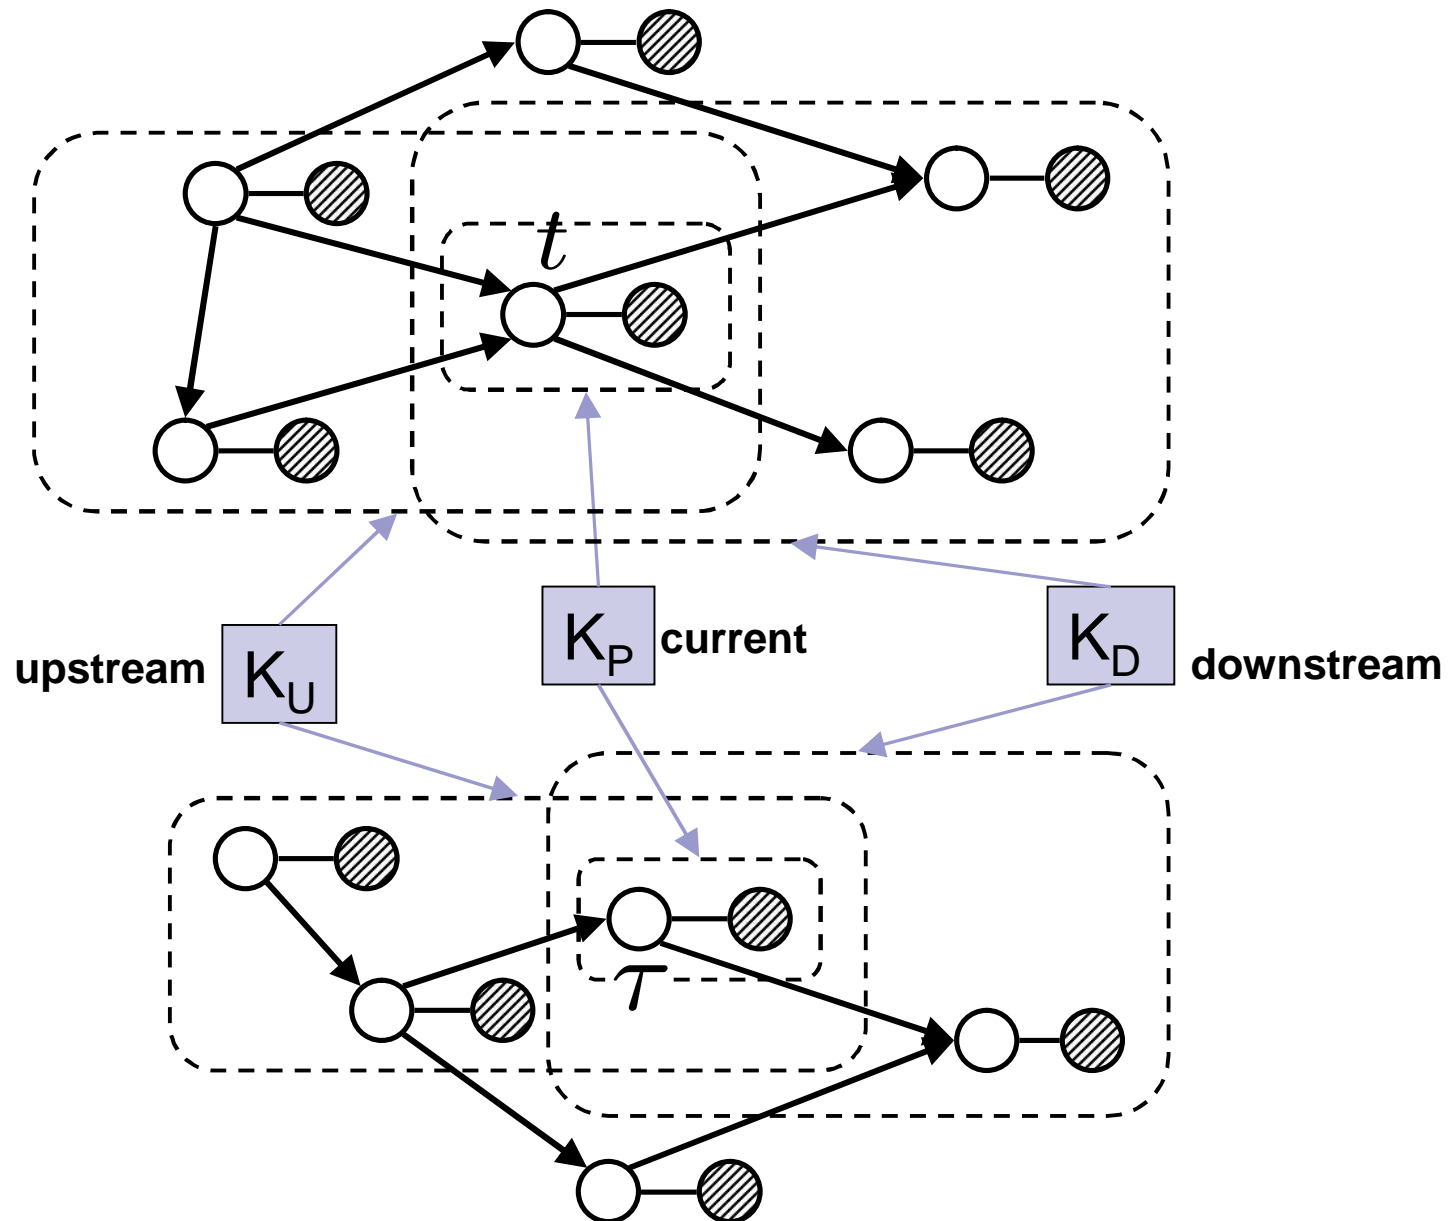 t
upstream
K_U
K_P
current
K_D
downstream
τ